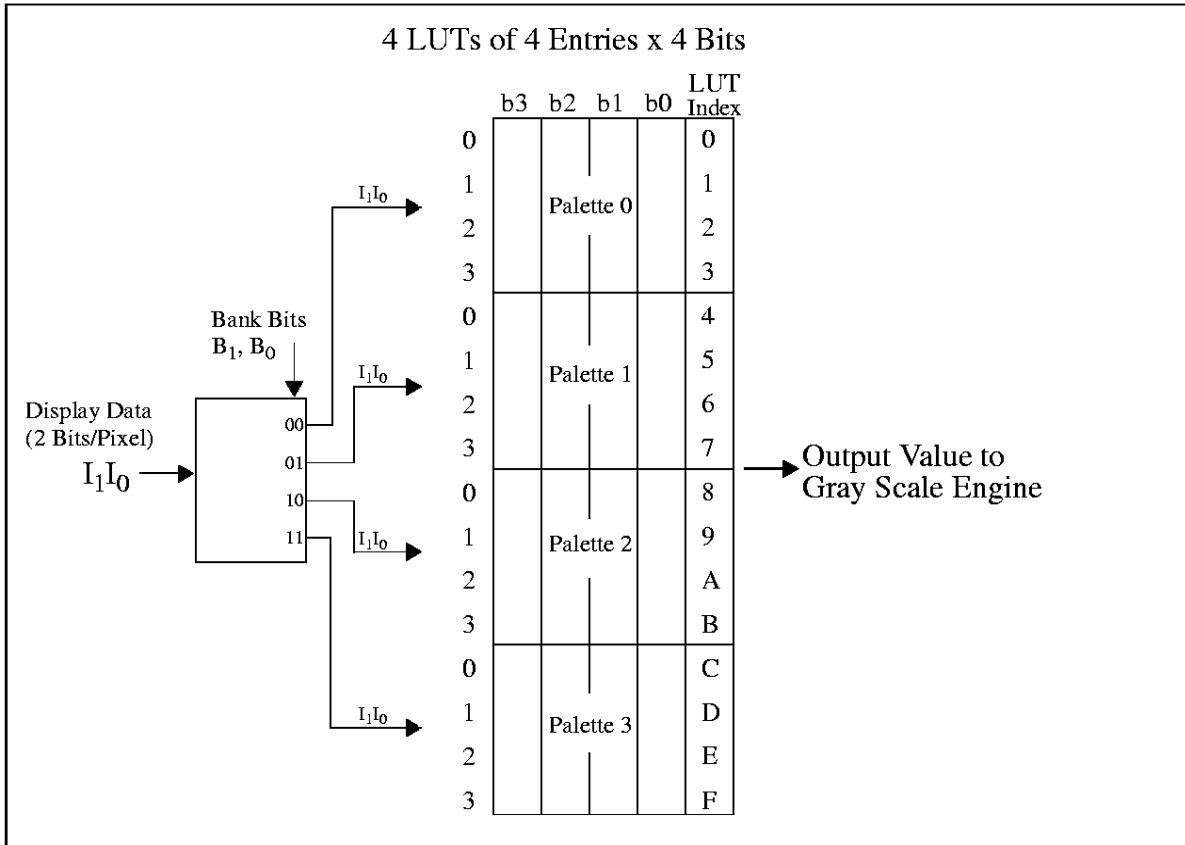 4 LUTs of 4 Entries x 4 Bits
b3 b2 b1 b0 LUT Index
0 0
1 1
I₁I₀
Palette 0
2 2
3 3
0 4
Bank Bits
B₁, B₀
1 5
I₁I₀
Palette 1
2 6
Display Data
(2 Bits/Pixel)
I₁I₀
00
01
10
11
3 7
Output Value to
Gray Scale Engine
0 8
1 9
I₁I₀
Palette 2
2 A
3 B
0 C
1 D
I₁I₀
Palette 3
2 E
3 F